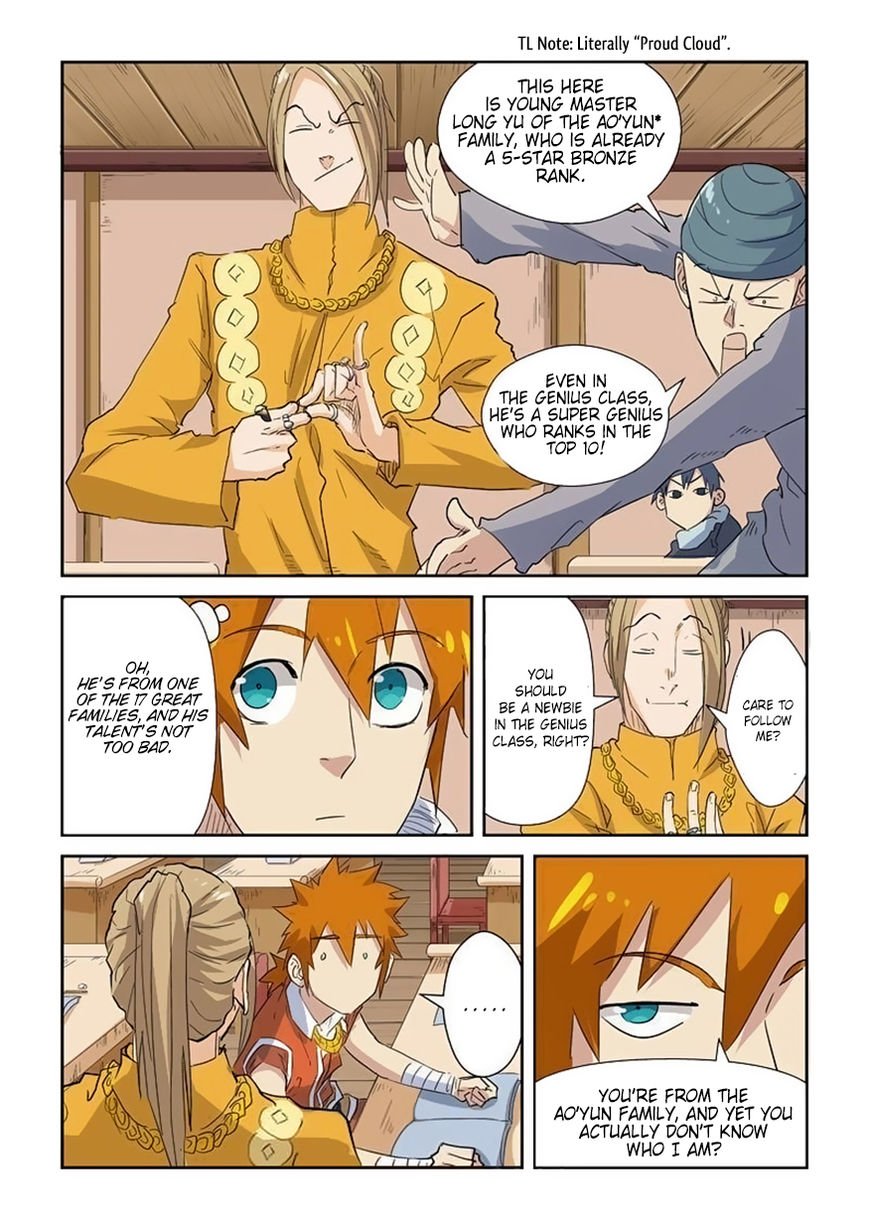 TL Note: Literally “Proud Cloud”.
THIS HERE
IS YOUNG MASTER
LONG YU OF THE AO'YUN*
FAMILY, WHO IS ALREADY
A 5-STAR BRONZE
RANK.
EVEN IN
THE GENIUS CLASS,
HE'S A SUPER GENIUS
WHO RANKS IN THE
TOP 10!
OH,
HE'S FROM ONE
OF THE 17 GREAT
FAMILIES, AND HIS
TALENT'S NOT
TOO BAD.
YOU
SHOULD
BE A NEWBIE
IN THE GENIUS
CLASS, RIGHT?
CARE TO
FOLLOW
ME?
.....
YOU'RE FROM THE
AO'YUN FAMILY, AND YET YOU
ACTUALLY DON'T KNOW
WHO I AM?